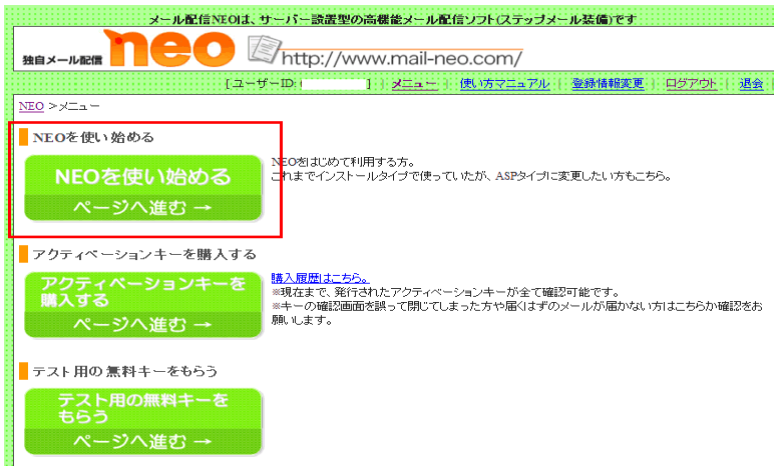 メール配信NEOは、サーバー設置型の高機能メール配信ソフト(ステップメール装備)です
独自メール配信 neo http://www.mail-neo.com/
[ユーザーID: ] | メニュー | 使い方マニュアル | 登録情報変更 | ログアウト | 退会 |
NEO >メニュー
NEOを使い始める
NEOを使い始める
ページへ進む →
NEOをはじめて利用する方。
これまでインストールタイプで使っていたが、ASPタイプに変更したい方もこちら。
アクティベーションキーを購入する
アクティベーションキーを
購入する
ページへ進む →
購入履歴はこちら。
※現在まで、発行されたアクティベーションキーが全て確認可能です。
※キーの確認画面を誤って閉じてしまった方や届くはずのメールが届かない方はこちらか確認をお
願いします。
テスト用の無料キーをもらう
テスト用の無料キーを
もらう
ページへ進む →